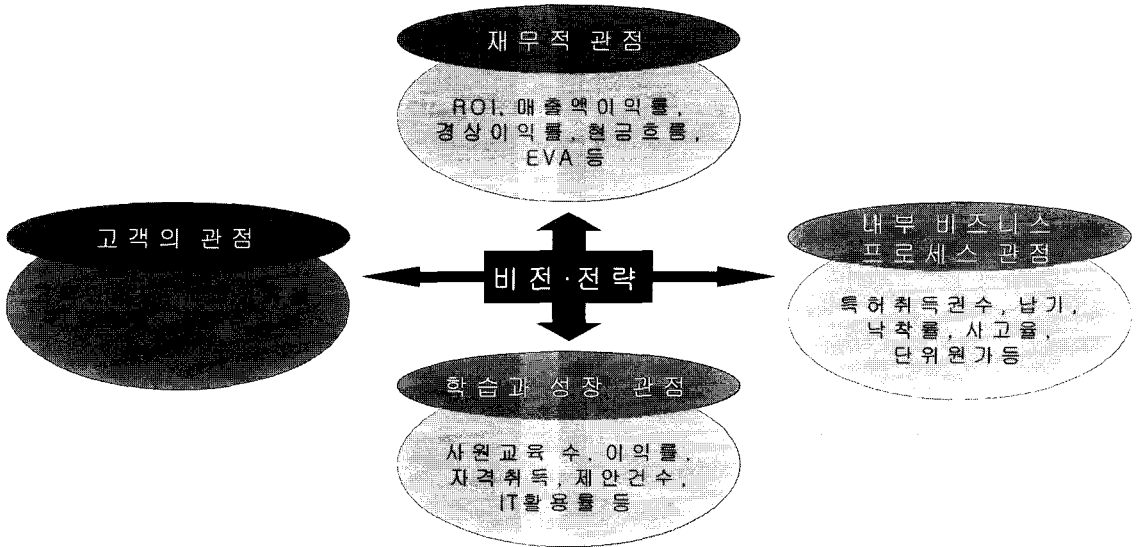 재무적 관점
ROI, 매출액이익률,
경상이익률, 현금흐름,
EVA 등
고객의 관점
비전·전략
내부 비즈니스
프로세스 관점
특허취득권수, 납기,
낙착률, 사고율,
단위원가등
학습과 성장 관점
사원교육 수, 이익률,
자격취득, 제안건수,
IT활용률 등